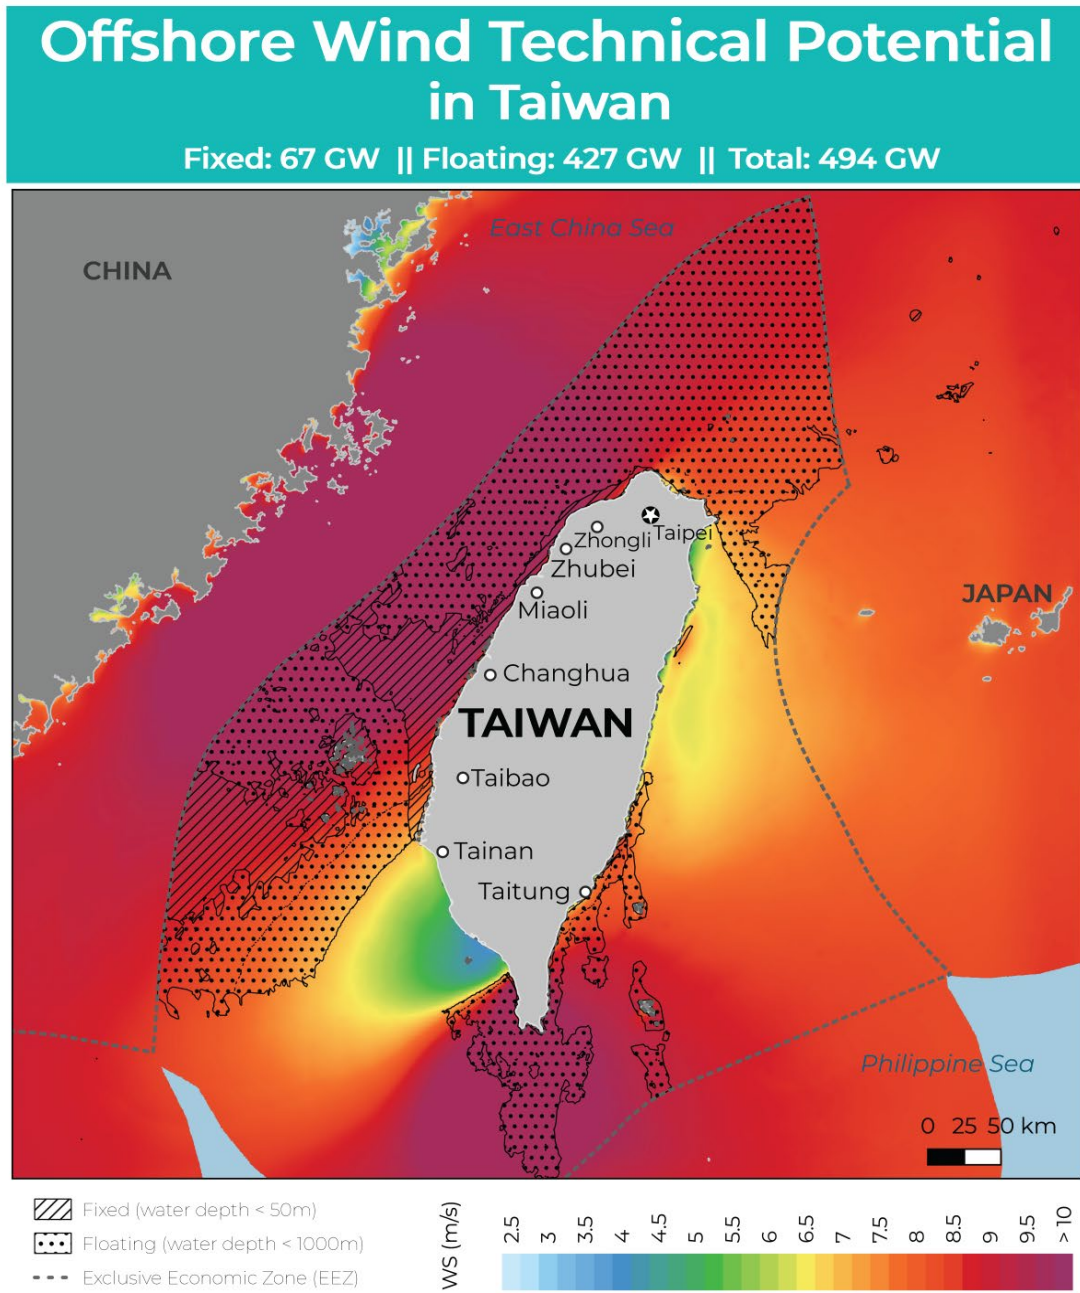 Offshore Wind Technical Potential
in Taiwan
Fixed: 67 GW || Floating: 427 GW || Total: 494 GW
East China Sea
CHINA
Taipei
Zhongli
Zhubei
JAPAN
Miaoli
Changhua
TAIWAN
Taibao
Tainan
Taitung
Philippine Sea
0 25 50 km
Fixed (water depth < 50m)
Floating (water depth < 1000m)
Exclusive Economic Zone (EEZ)
WS (m/s)
2.5 3 3.5 4 4.5 5 5.5 6 6.5 7 7.5 8 8.5 9 9.5 > 10